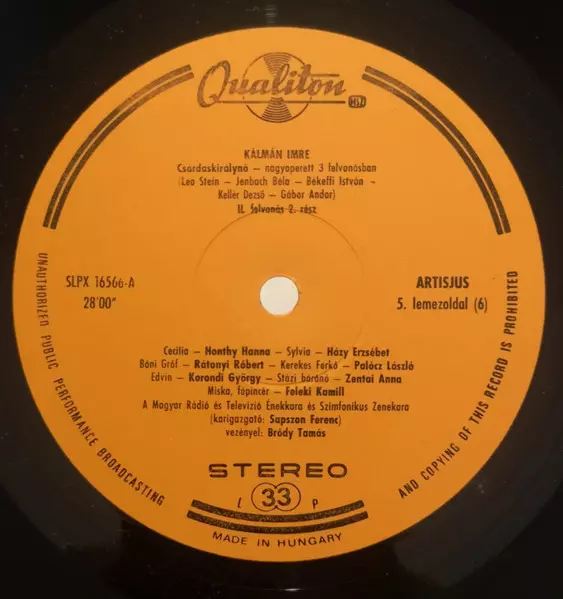 Qualiton
KÁLMÁN IMRE
Csárdáskirálynő – nagyoperett 3 felvonásban
(Leo Stein – Jenbach Béla – Békeffi István –
Keller Dezső – Gábor Andor)
II. felvonás 2. rész
SLPX 16566-A
28'00"
ARTISJUS
5. lemezoldal (6)
Cecilia – Honthy Hanna – Sylvia – Házy Erzsébet
Bóni Gróf – Rátonyi Róbert – Kerekes Ferkó – Palócz László
Edvin – Korondi György – Stázi bárónő – Zentai Anna
Miska, főpincér – Feleki Kamill
A Magyar Rádió és Televízió Énekkara és Szimfonikus Zenekara
(karigazgató: Sapszon Ferenc)
vezényel: Bródy Tamás
STEREO
L 33 P
MADE IN HUNGARY
UNAUTHORIZED PUBLIC PERFORMANCE BROADCASTING
AND COPYING OF THIS RECORD IS PROHIBITED